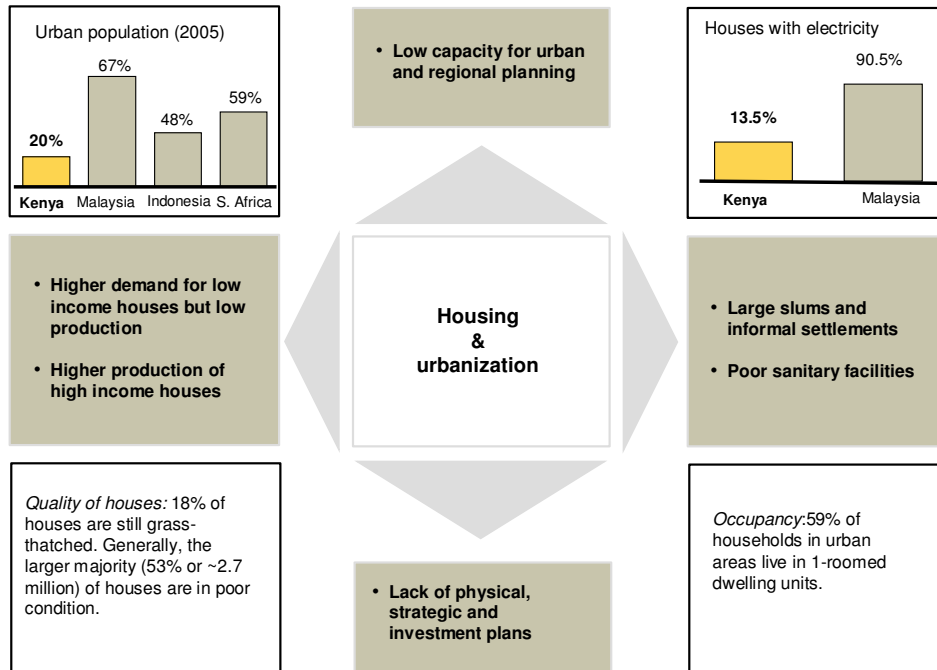 Urban population (2005)
67%
59%
48%
20%
Kenya Malaysia Indonesia S. Africa
• Low capacity for urban
and regional planning
Houses with electricity
90.5%
13.5%
Kenya Malaysia
• Higher demand for low
income houses but low
production
• Higher production of
high income houses
Housing
&
urbanization
• Large slums and
informal settlements
• Poor sanitary facilities
Quality of houses: 18% of
houses are still grass-
thatched. Generally, the
larger majority (53% or ~2.7
million) of houses are in poor
condition.
• Lack of physical,
strategic and
investment plans
Occupancy:59% of
households in urban
areas live in 1-roomed
dwelling units.